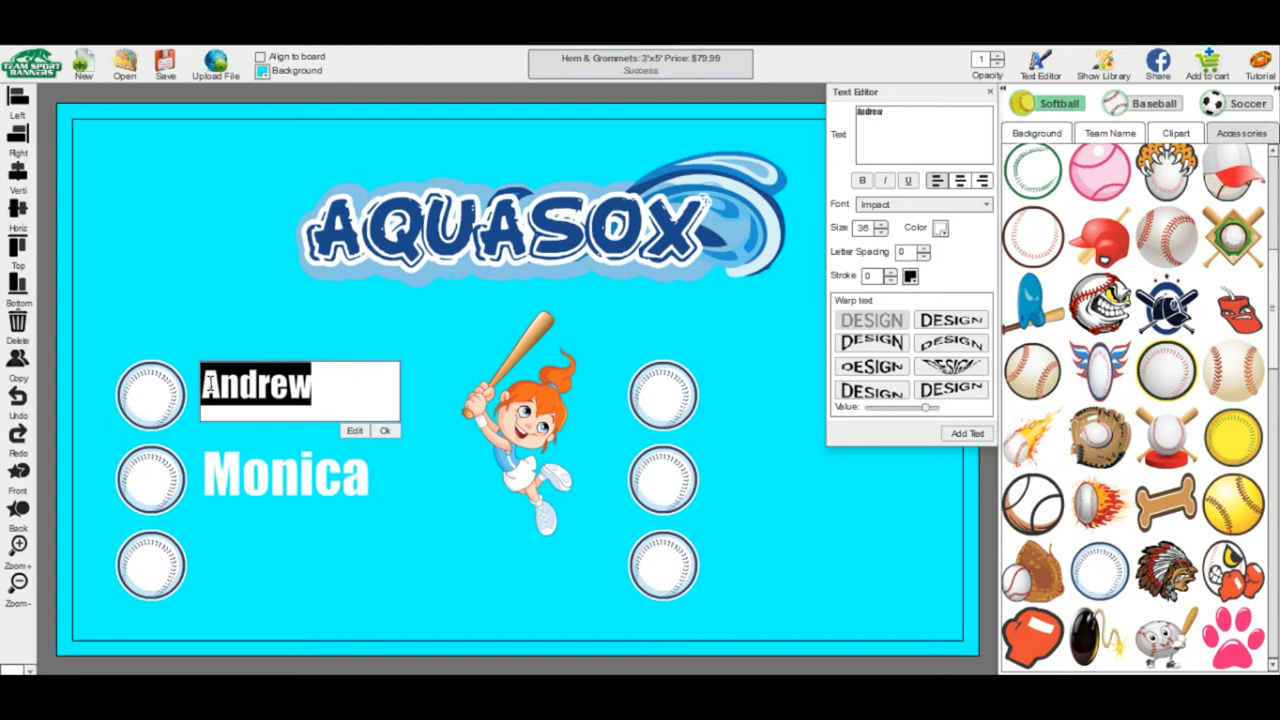 TEAM SPORT
BANNERS
New
Open
Save
Upload File
Align to board
Background
Hem & Grommets: 3'x5' Price: $79.99
Success.
1
Opacity
Text Editor
Show Library
Share
Add to cart
Tutorial
Left
Right
Verti
Horiz
Top
Bottom
Delete
Copy
Undo
Redo
Front
Back
Zoom+
Zoom-
AQUASOX
Andrew
Edit
Ok
Monica
Text Editor
Text
Andrew
B
I
U
Font
Impact
Size
36
Color
Letter Spacing
0
Stroke
0
Warp text
DESIGN
DESIGN
DESIGN
DESIGN
DESIGN
DESIGN
DESIGN
DESIGN
Value:
Add Text
Softball
Baseball
Soccer
Background
Team Name
Clipart
Accessories